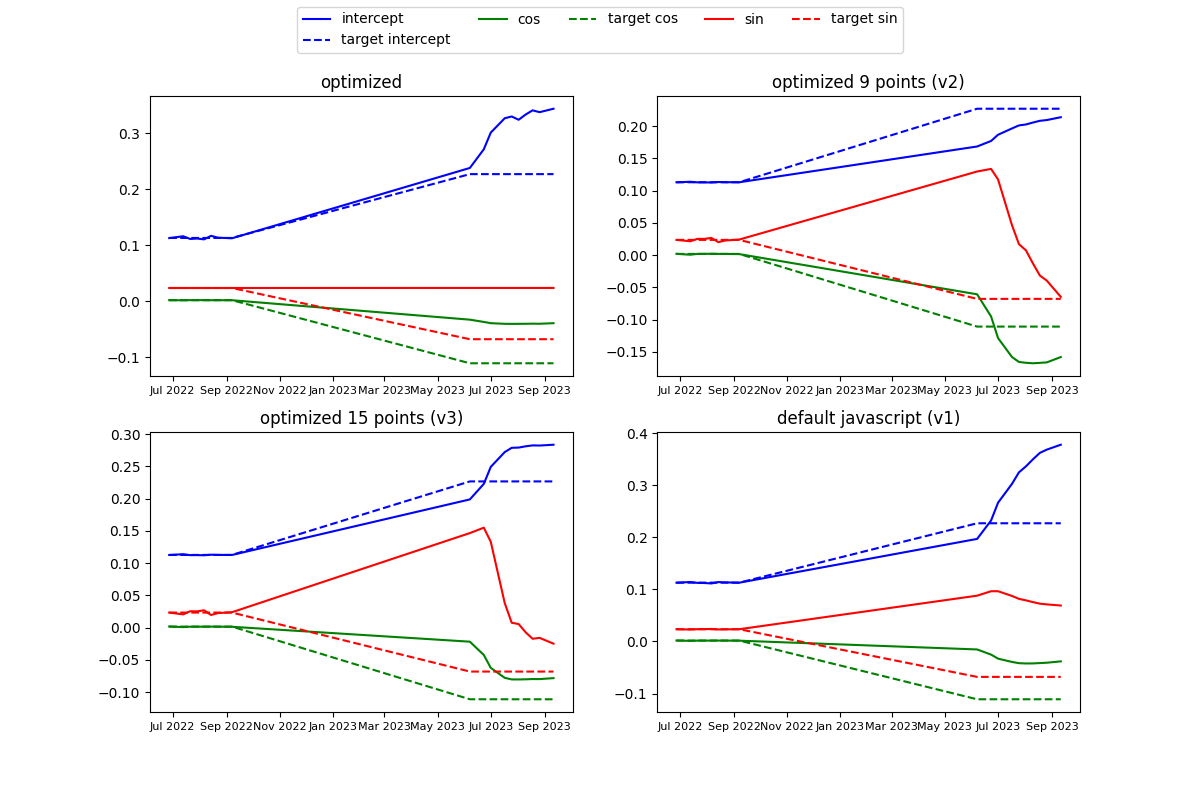 intercept cos target cos sin target sin
target intercept
optimized
optimized 9 points (v2)
0.3
0.2
0.1
0.0
−0.1
Jul 2022 Sep 2022 Nov 2022 Jan 2023 Mar 2023 May 2023 Jul 2023 Sep 2023
0.20
0.15
0.10
0.05
0.00
−0.05
−0.10
−0.15
Jul 2022 Sep 2022 Nov 2022 Jan 2023 Mar 2023 May 2023 Jul 2023 Sep 2023
optimized 15 points (v3)
default javascript (v1)
0.30
0.25
0.20
0.15
0.10
0.05
0.00
−0.05
−0.10
Jul 2022 Sep 2022 Nov 2022 Jan 2023 Mar 2023 May 2023 Jul 2023 Sep 2023
0.4
0.3
0.2
0.1
0.0
−0.1
Jul 2022 Sep 2022 Nov 2022 Jan 2023 Mar 2023 May 2023 Jul 2023 Sep 2023